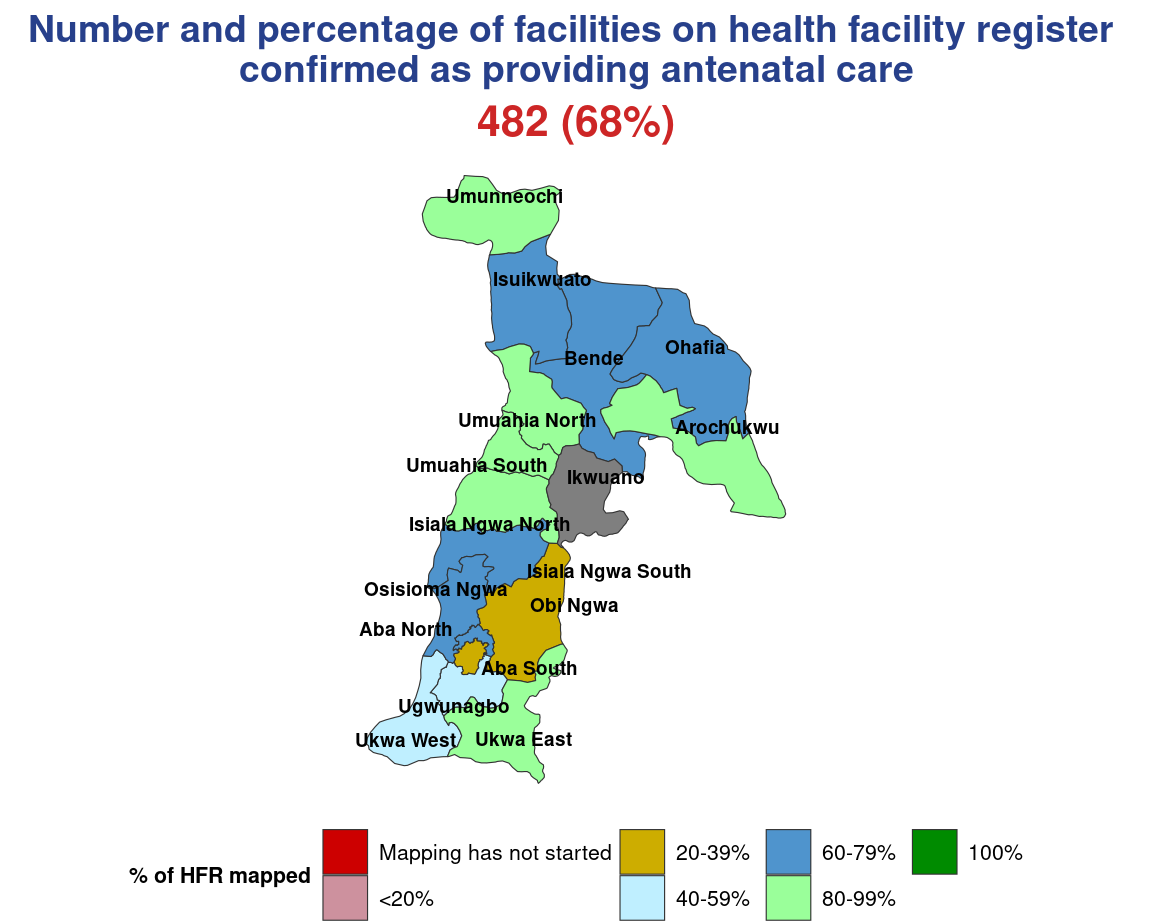 Number and percentage of facilities on health facility register
confirmed as providing antenatal care
482 (68%)
Umunneochi
Isuikwuato
Ohafia
Bende
Umuahia North
Arochukwu
Umuahia South
Ikwuano
Isiala Ngwa North
Isiala Ngwa South
Osisioma Ngwa
Obi Ngwa
Aba North
Aba South
Ugwunagbo
Ukwa West
Ukwa East
% of HFR mapped
Mapping has not started
<20%
20-39%
40-59%
60-79%
80-99%
100%